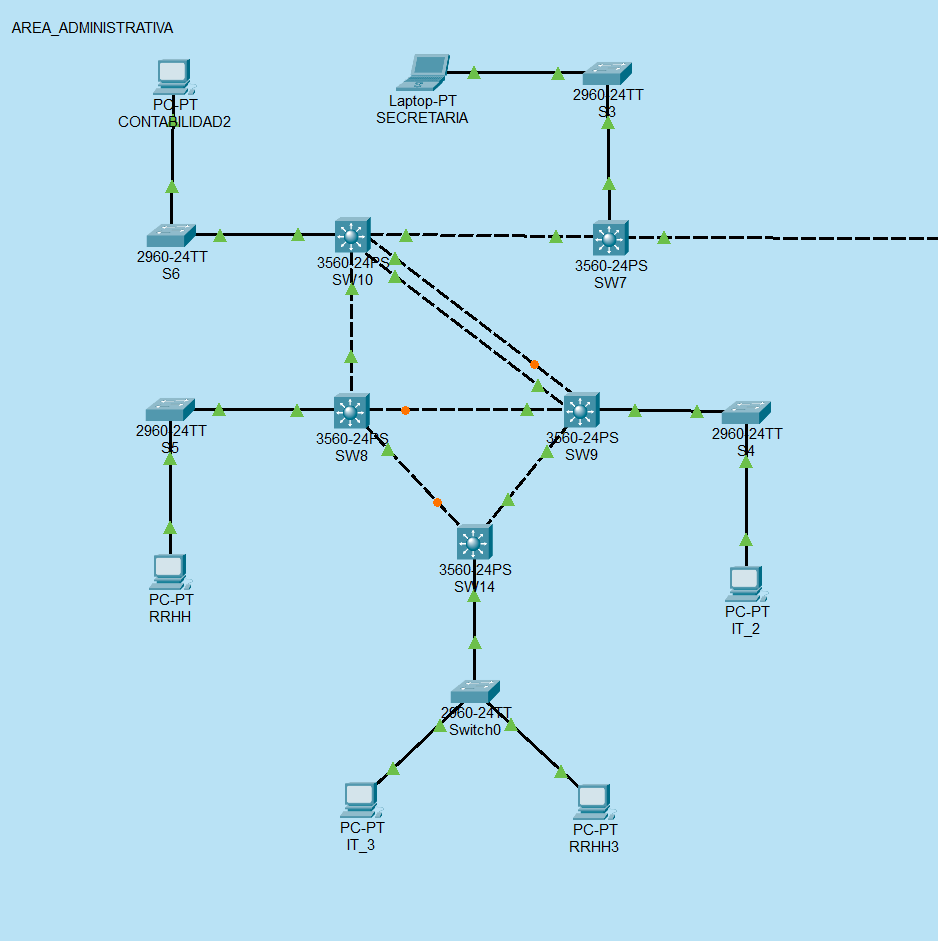 AREA_ADMINISTRATIVA
PC-PT
CONTABILIDAD2
Laptop-PT
SECRETARIA
2960-24TT
S3
2960-24TT
S6
3560-24PS
SW10
3560-24PS
SW7
2960-24TT
S5
3560-24PS
SW8
3560-24PS
SW9
2960-24TT
S4
PC-PT
RRHH
3560-24PS
SW14
PC-PT
IT_2
2960-24TT
Switch0
PC-PT
IT_3
PC-PT
RRHH3